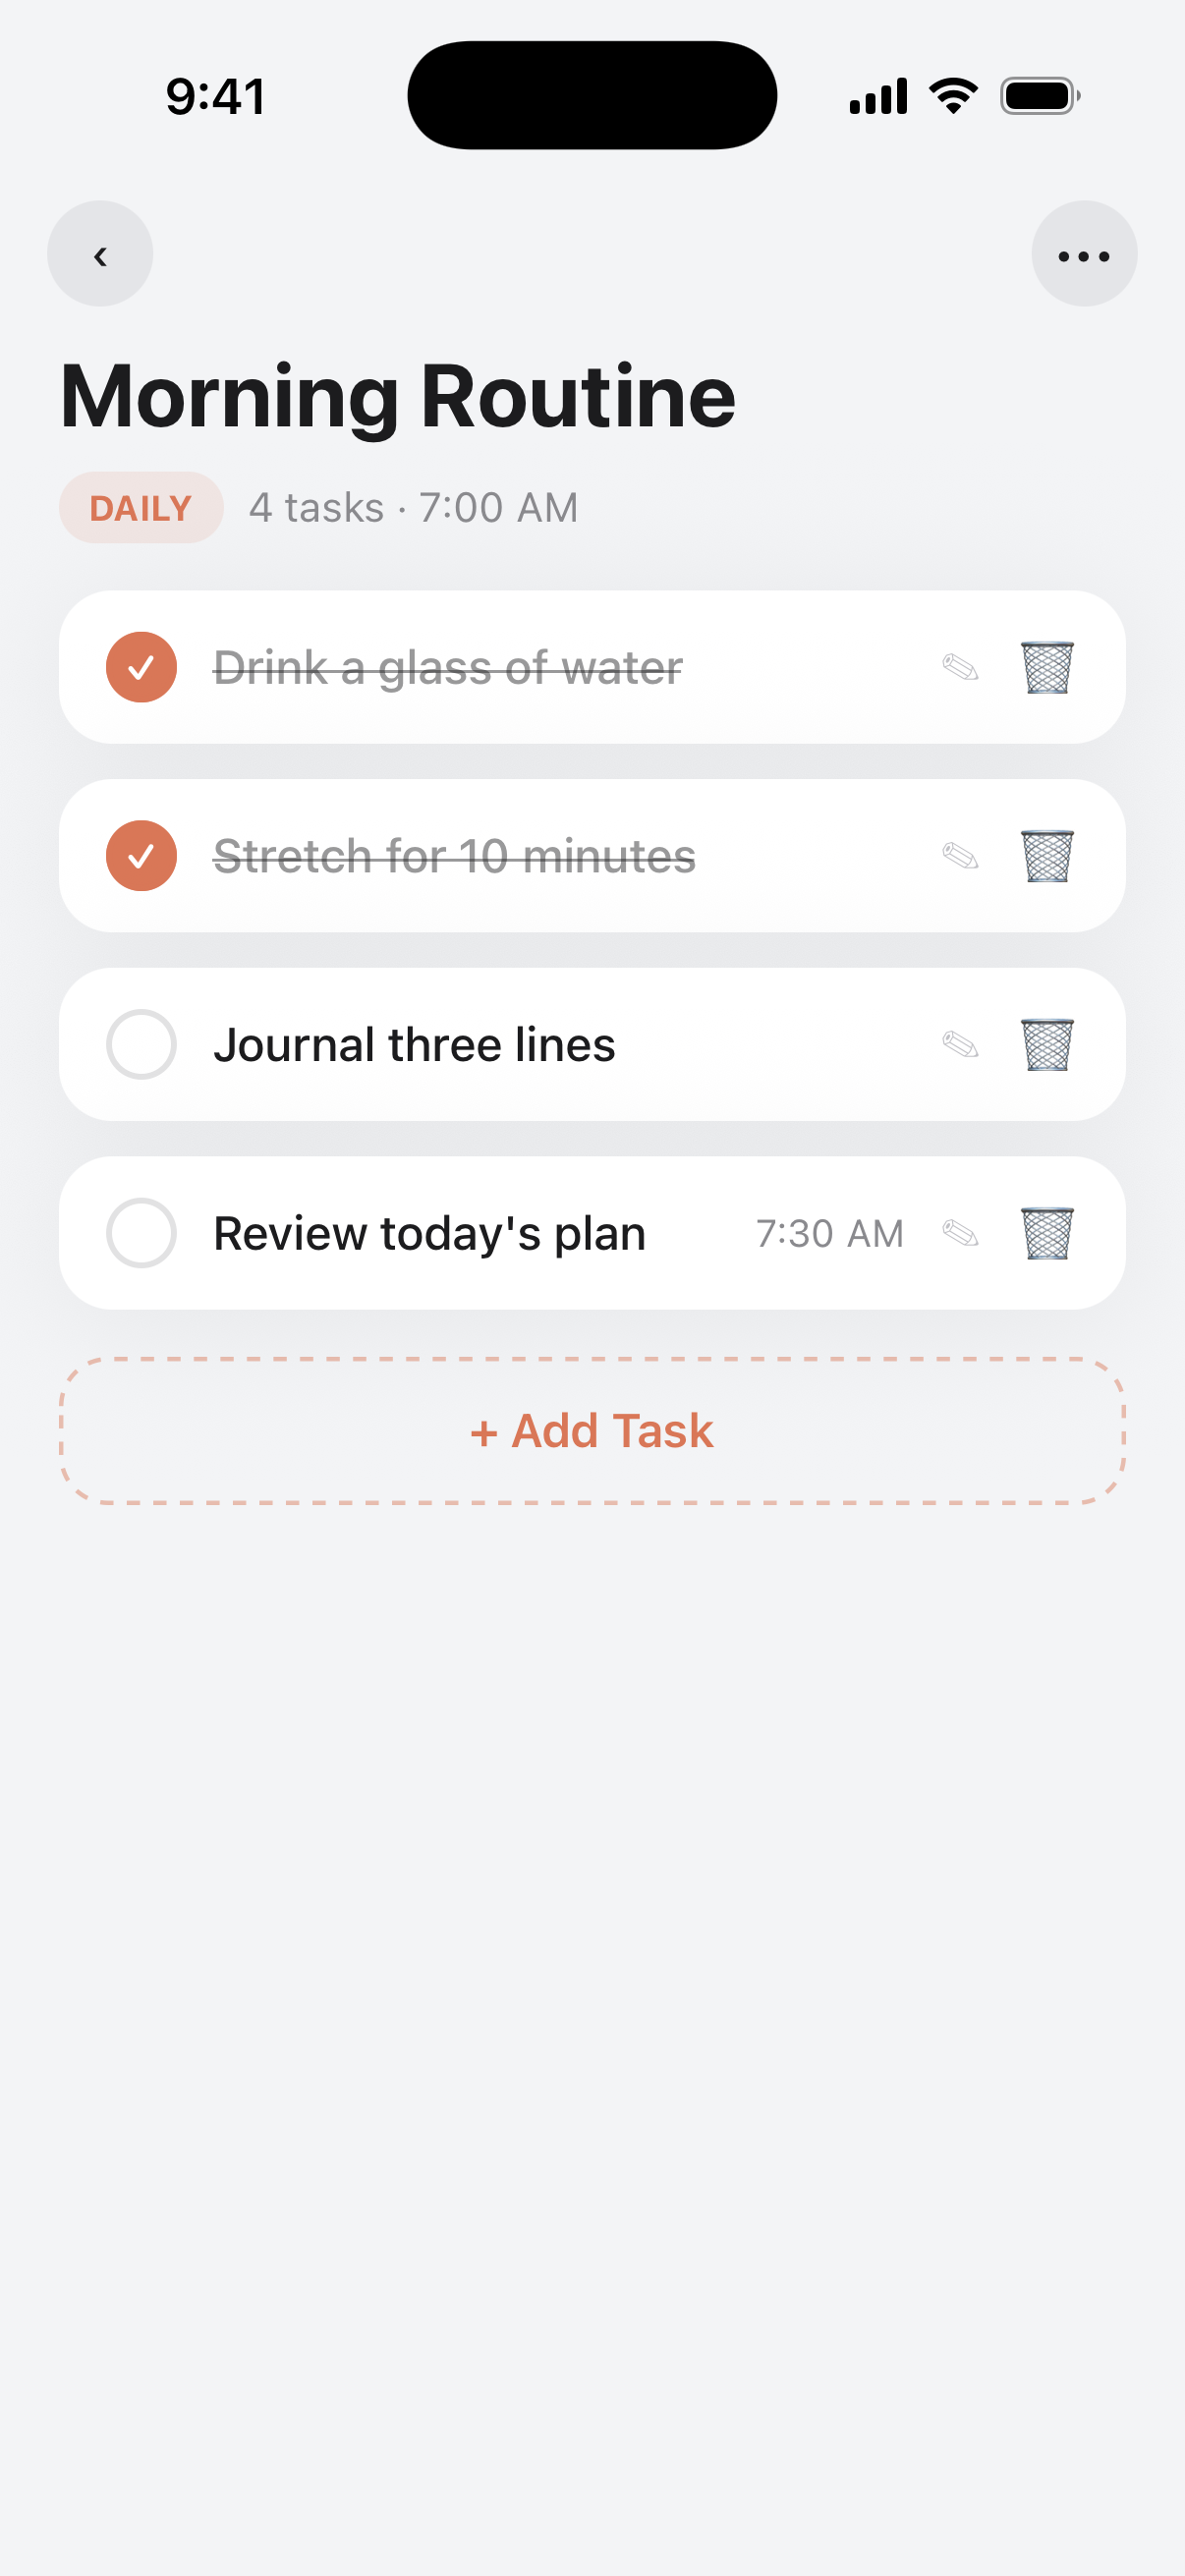 9:41
Morning Routine
DAILY 4 tasks · 7:00 AM
Drink a glass of water
Stretch for 10 minutes
Journal three lines
Review today's plan 7:30 AM
+ Add Task